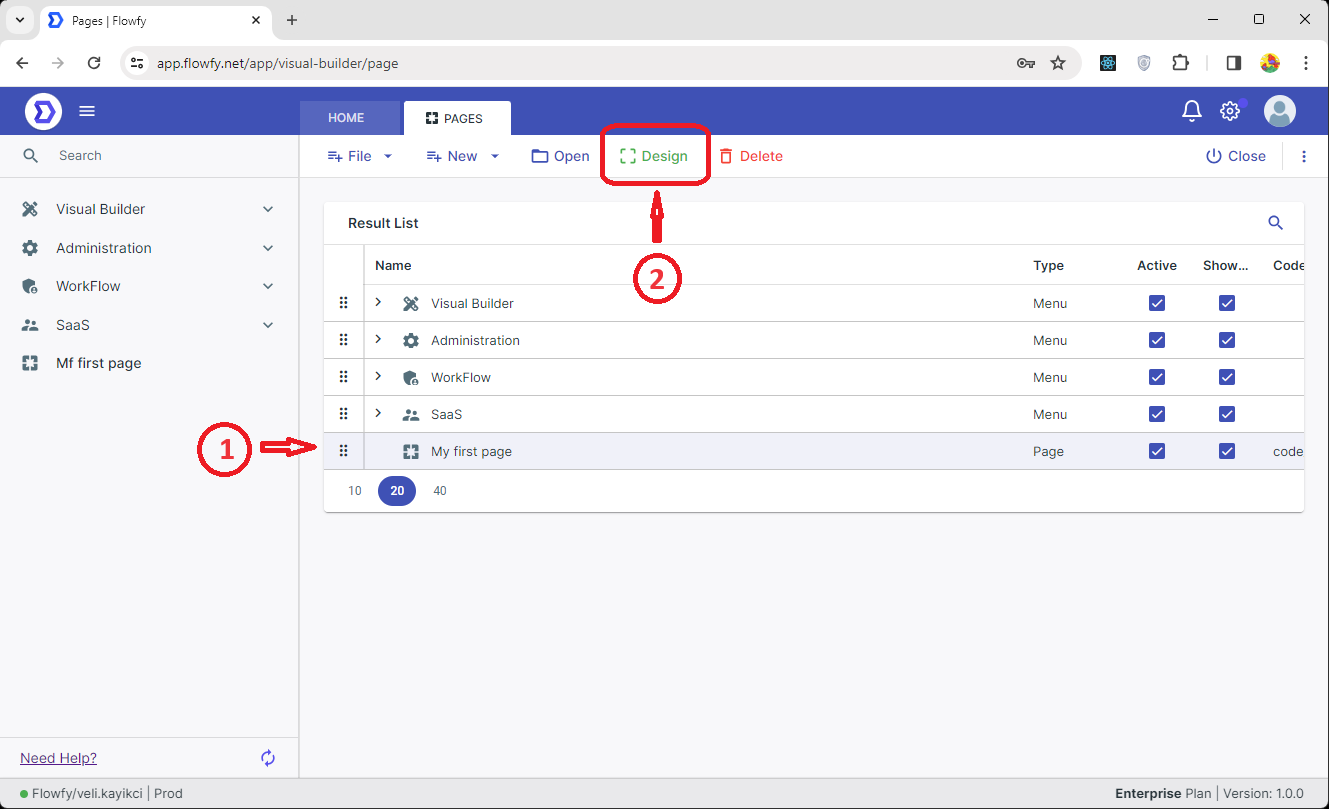 Pages | Flowfy
app.flowfy.net/app/visual-builder/page
HOME
PAGES
Search
File
New
Open
Design
Delete
Close
Visual Builder
Administration
WorkFlow
SaaS
Mf first page
Result List
Name Type Active Show... Code
Visual Builder Menu
Administration Menu
WorkFlow Menu
SaaS Menu
My first page Page code
10 20 40
1
2
Need Help?
Flowfy/veli.kayikci | Prod
Enterprise Plan | Version: 1.0.0